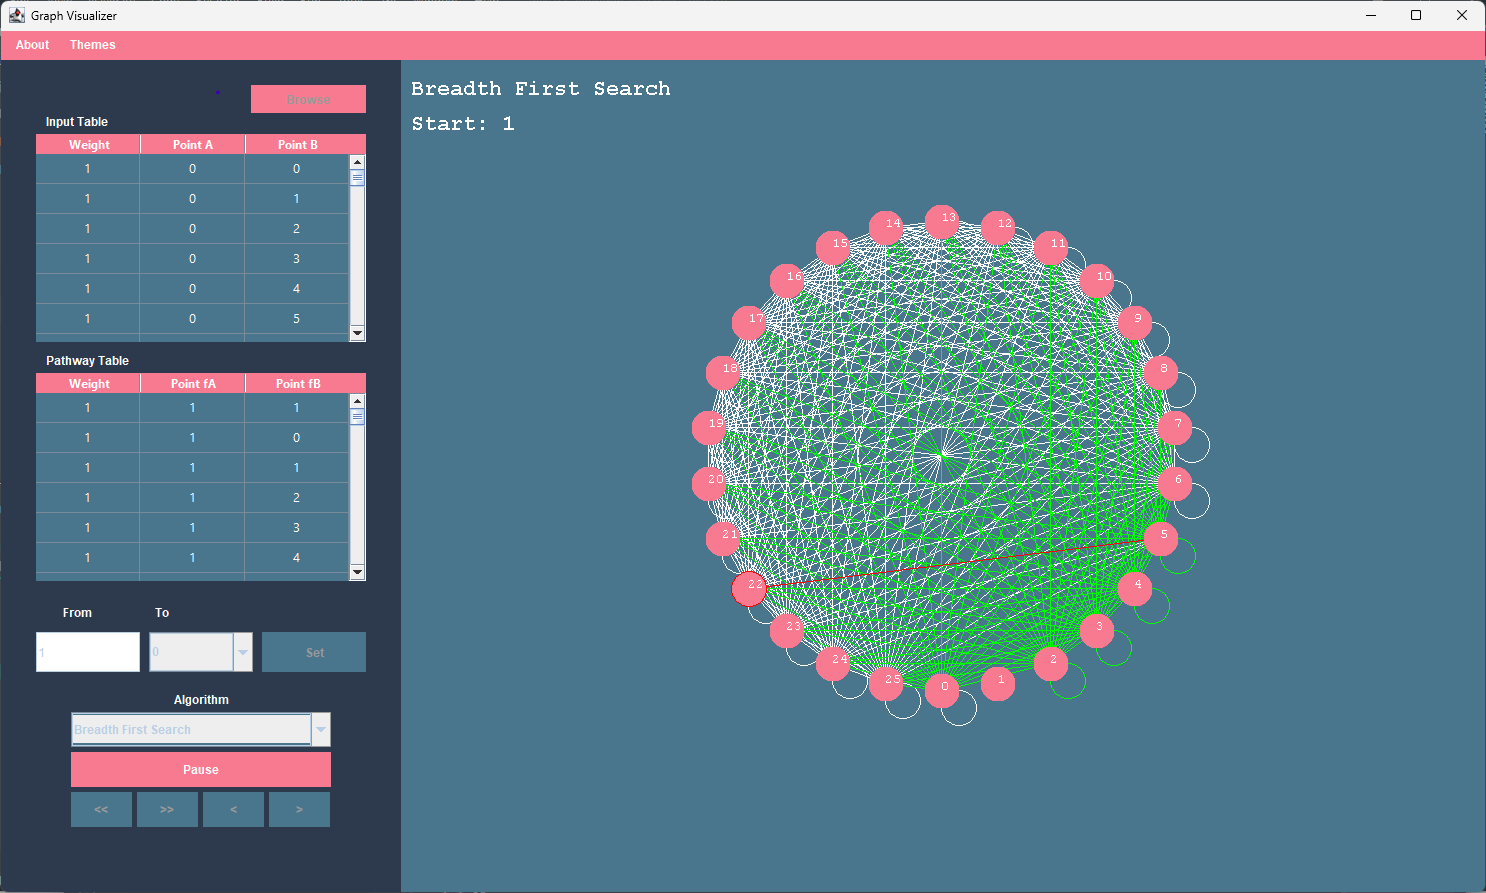 Graph Visualizer
About Themes
Browse
Input Table
Weight Point A Point B
1 0 0
1 0 1
1 0 2
1 0 3
1 0 4
1 0 5
Pathway Table
Weight Point fA Point fB
1 1 1
1 1 0
1 1 1
1 1 2
1 1 3
1 1 4
From To
1 0 Set
Algorithm
Breadth First Search
Pause
<< >> < >
Breadth First Search
Start: 1
13
14 12
15 11
16 10
17 9
18 8
19 7
20 6
21 5
22 4
23 3
24 2
25 0 1